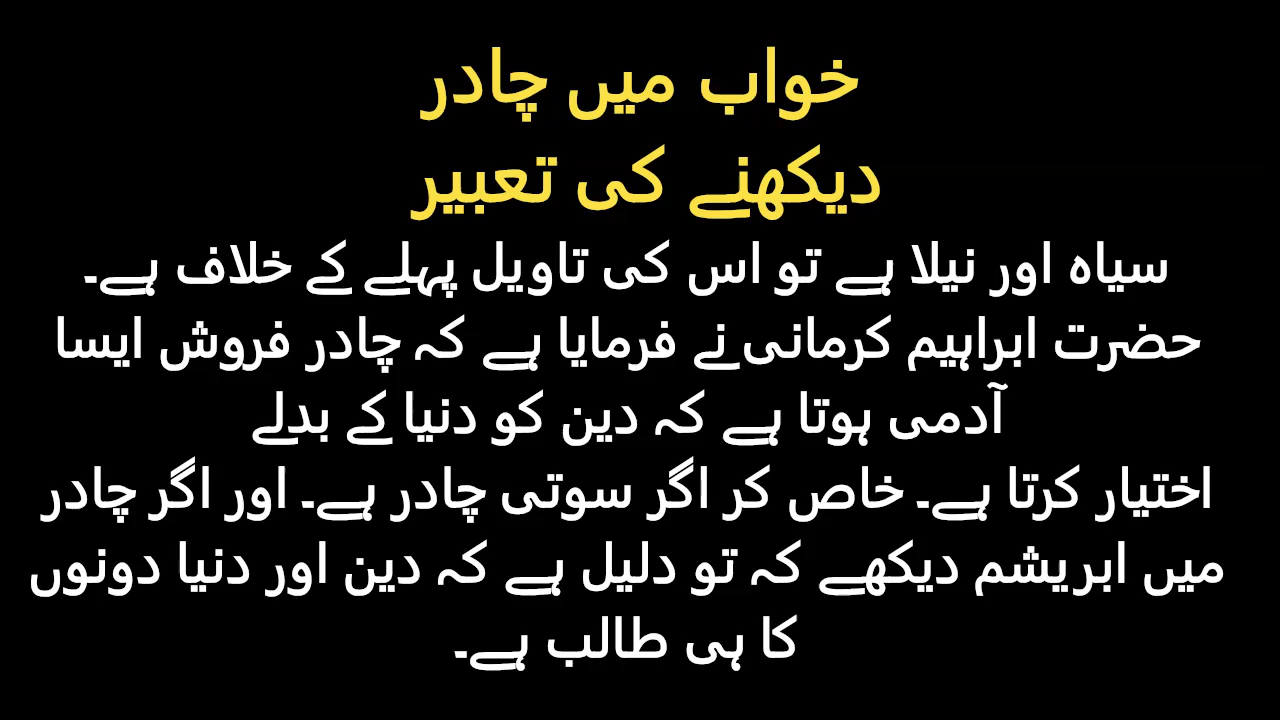 خواب میں چادر
دیکھنے کی تعبیر
سیاہ اور نیلا ہے تو اس کی تاویل پہلے کے خلاف ہے۔
حضرت ابراہیم کرمانی نے فرمایا ہے کہ چادر فروش ایسا
آدمی ہوتا ہے کہ دین کو دنیا کے بدلے
اختیار کرتا ہے۔ خاص کر اگر سوتی چادر ہے۔ اور اگر چادر
میں ابریشم دیکھے کہ تو دلیل ہے کہ دین اور دنیا دونوں
کا ہی طالب ہے۔